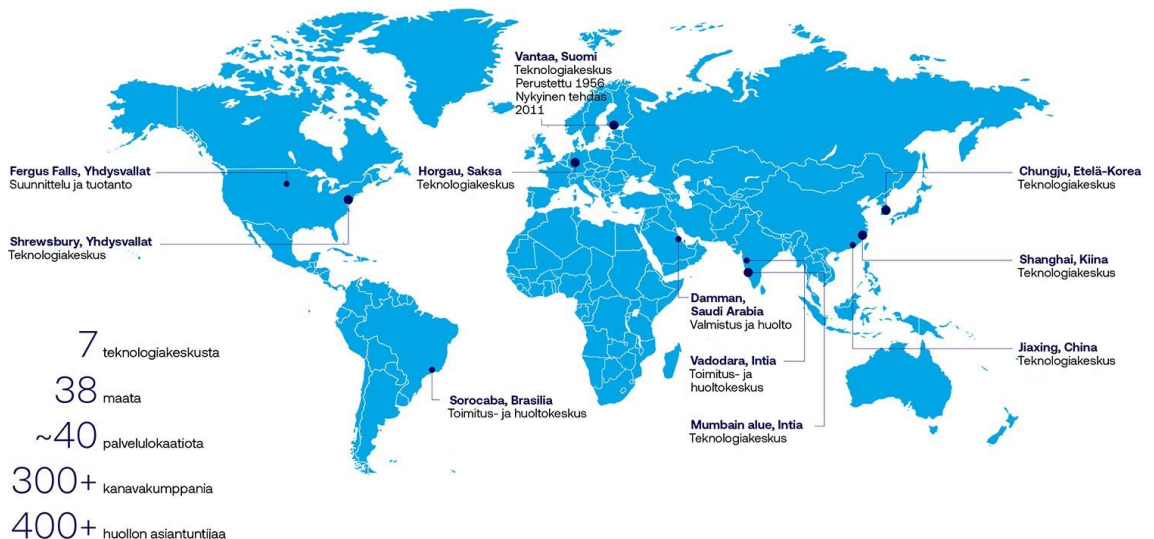 Vantaa, Suomi
Teknologiakeskus
Perustettu 1956
Nykyinen tehdas
2011
Fergus Falls, Yhdysvallat
Suunnittelu ja tuotanto
Horgau, Saksa
Teknologiakeskus
Chungju, Etelä-Korea
Teknologiakeskus
Shrewsbury, Yhdysvallat
Teknologiakeskus
Shanghai, Kiina
Teknologiakeskus
Damman,
Saudi Arabia
Valmistus ja huolto
Jiaxing, China
Teknologiakeskus
Vadodara, Intia
Toimitus- ja
huoltokeskus
Sorocaba, Brasilia
Toimitus- ja huoltokeskus
Mumbain alue, Intia
Teknologiakeskus
7 teknologiakeskusta
38 maata
~40 palvelulokaatiota
300+ kanavakumppania
400+ huollon asiantuntijaa